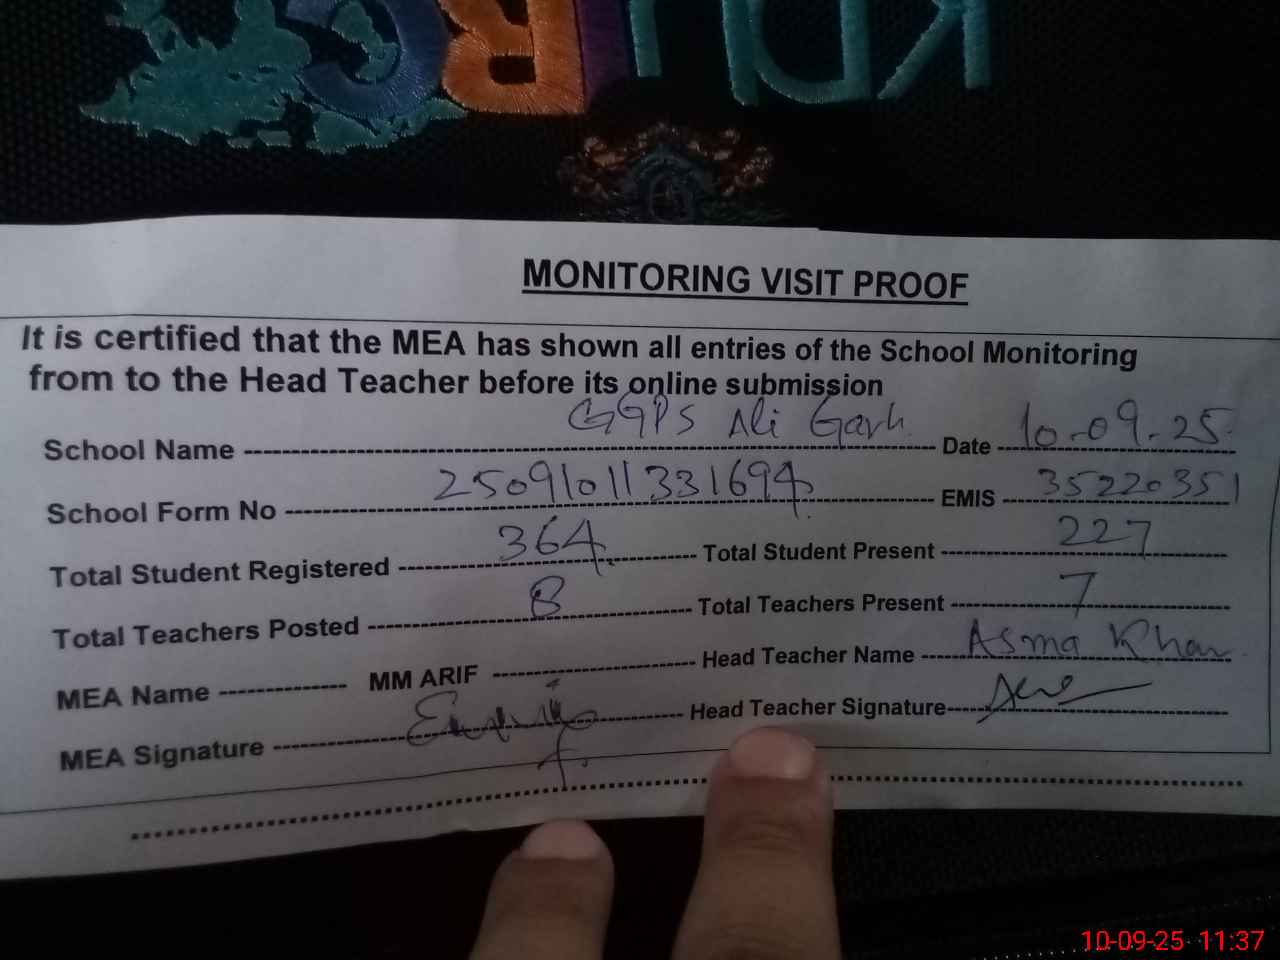 MONITORING VISIT PROOF
It is certified that the MEA has shown all entries of the School Monitoring
from to the Head Teacher before its online submission
School Name GGPS Ali Garh Date 10-09-25
School Form No 25091011331694 EMIS 35220351
Total Student Registered 364 Total Student Present 227
Total Teachers Posted 8 Total Teachers Present 7
MEA Name MM ARIF Head Teacher Name Asma Khan
MEA Signature Head Teacher Signature
10-09-25 11:37